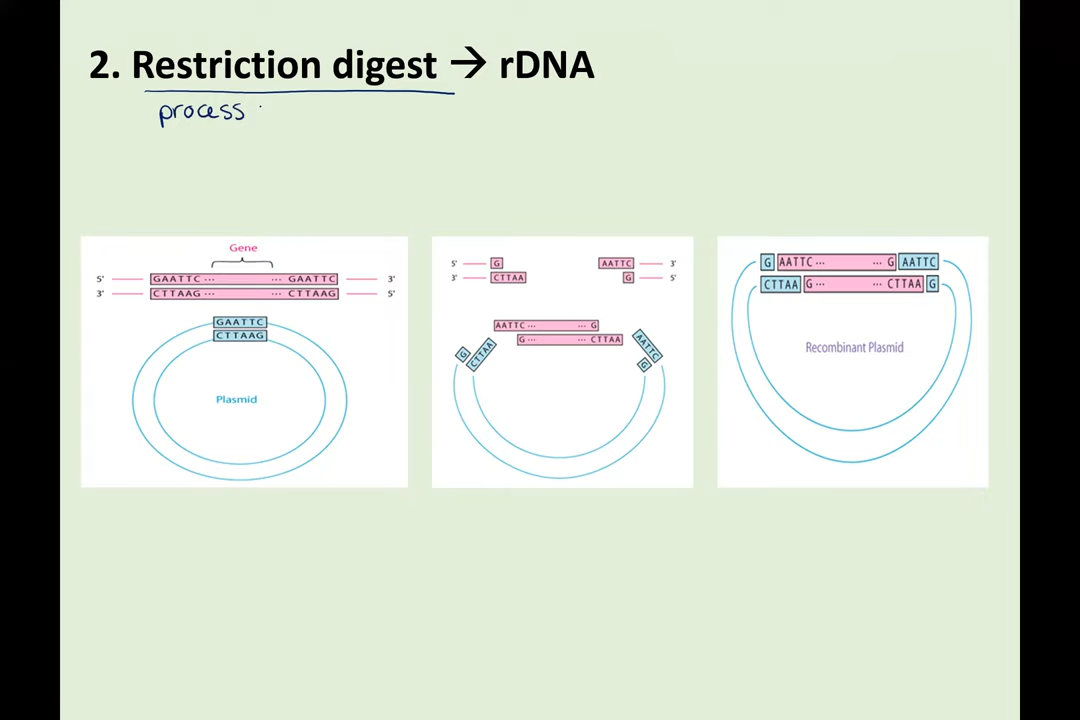 2. Restriction digest → rDNA
process
Gene
5' GAATTC ... ... GAATTC 3'
3' CTTAAG ... ... CTTAAG 5'
GAATTC
CTTAAG
Plasmid
5' G AATTC 3'
3' CTTAA G 5'
AATTC ... ... G
G ... ... CTTAA
G CTTAA
AATTC G
G AATTC ... ... G AATTC
CTTAA G ... ... CTTAA G
Recombinant Plasmid